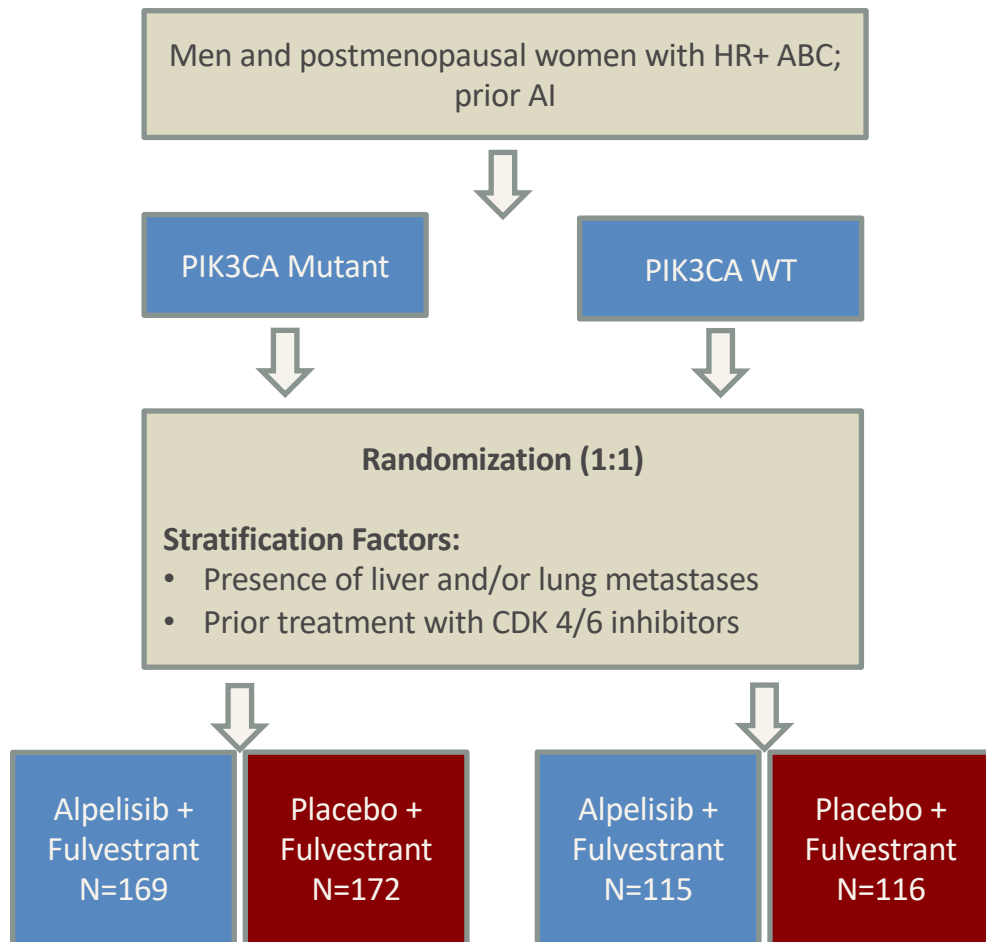 Men and postmenopausal women with HR+ ABC;
prior AI
PIK3CA Mutant
PIK3CA WT
Randomization (1:1)
Stratification Factors:
• Presence of liver and/or lung metastases
• Prior treatment with CDK 4/6 inhibitors
Alpelisib +
Fulvestrant
N=169
Placebo +
Fulvestrant
N=172
Alpelisib +
Fulvestrant
N=115
Placebo +
Fulvestrant
N=116